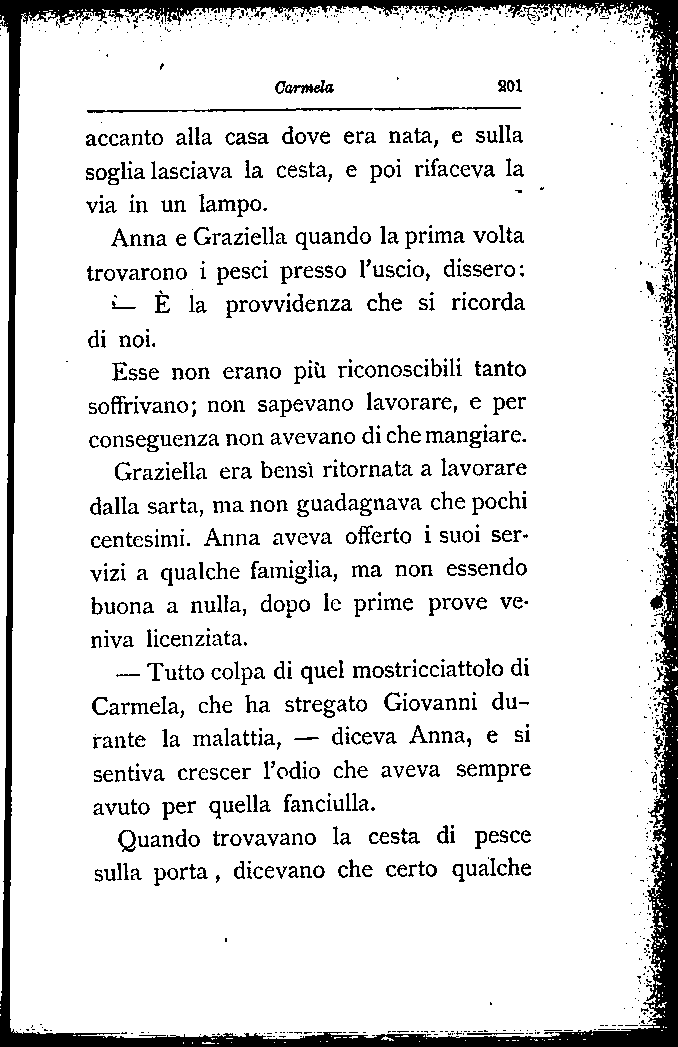 Carmela 201
accanto alla casa dove era nata, e sulla
soglia lasciava la cesta, e poi rifaceva la
via in un lampo.
Anna e Graziella quando la prima volta
trovarono i pesci presso l'uscio, dissero:
— È la provvidenza che si ricorda
di noi.
Esse non erano più riconoscibili tanto
soffrivano; non sapevano lavorare, e per
conseguenza non avevano di che mangiare.
Graziella era bensì ritornata a lavorare
dalla sarta, ma non guadagnava che pochi
centesimi. Anna aveva offerto i suoi ser-
vizi a qualche famiglia, ma non essendo
buona a nulla, dopo le prime prove ve-
niva licenziata.
— Tutto colpa di quel mostricciattolo di
Carmela, che ha stregato Giovanni du-
rante la malattia, — diceva Anna, e si
sentiva crescer l'odio che aveva sempre
avuto per quella fanciulla.
Quando trovavano la cesta di pesce
sulla porta , dicevano che certo qualche